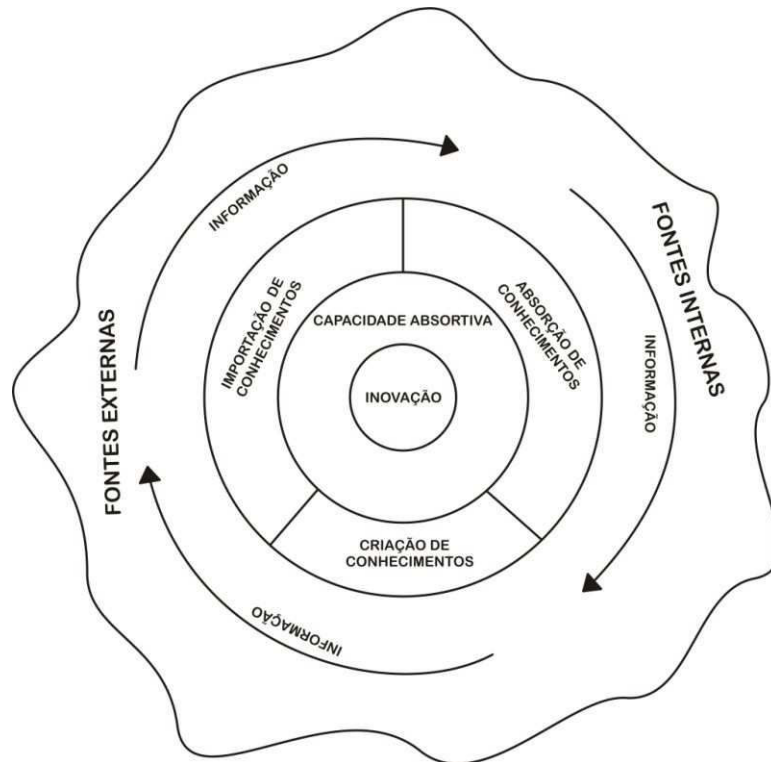 INFORMAÇÃO
FONTES EXTERNAS
FONTES INTERNAS
IMPORTAÇÃO DE
CONHECIMENTOS
ABSORÇÃO DE
CONHECIMENTOS
CAPACIDADE ABSORTIVA
INFORMAÇÃO
INOVAÇÃO
CRIAÇÃO DE
CONHECIMENTOS
INFORMAÇÃO